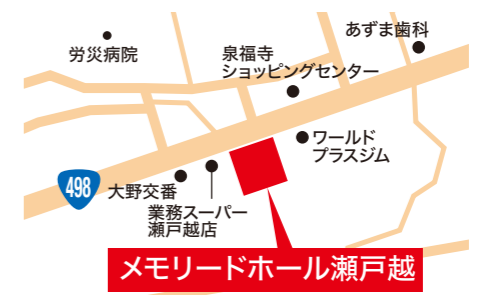 あずま歯科
労災病院
泉福寺
ショッピングセンター
ワールド
プラスジム
498
大野交番
業務スーパー
瀬戸越店
メモリードホール瀬戸越